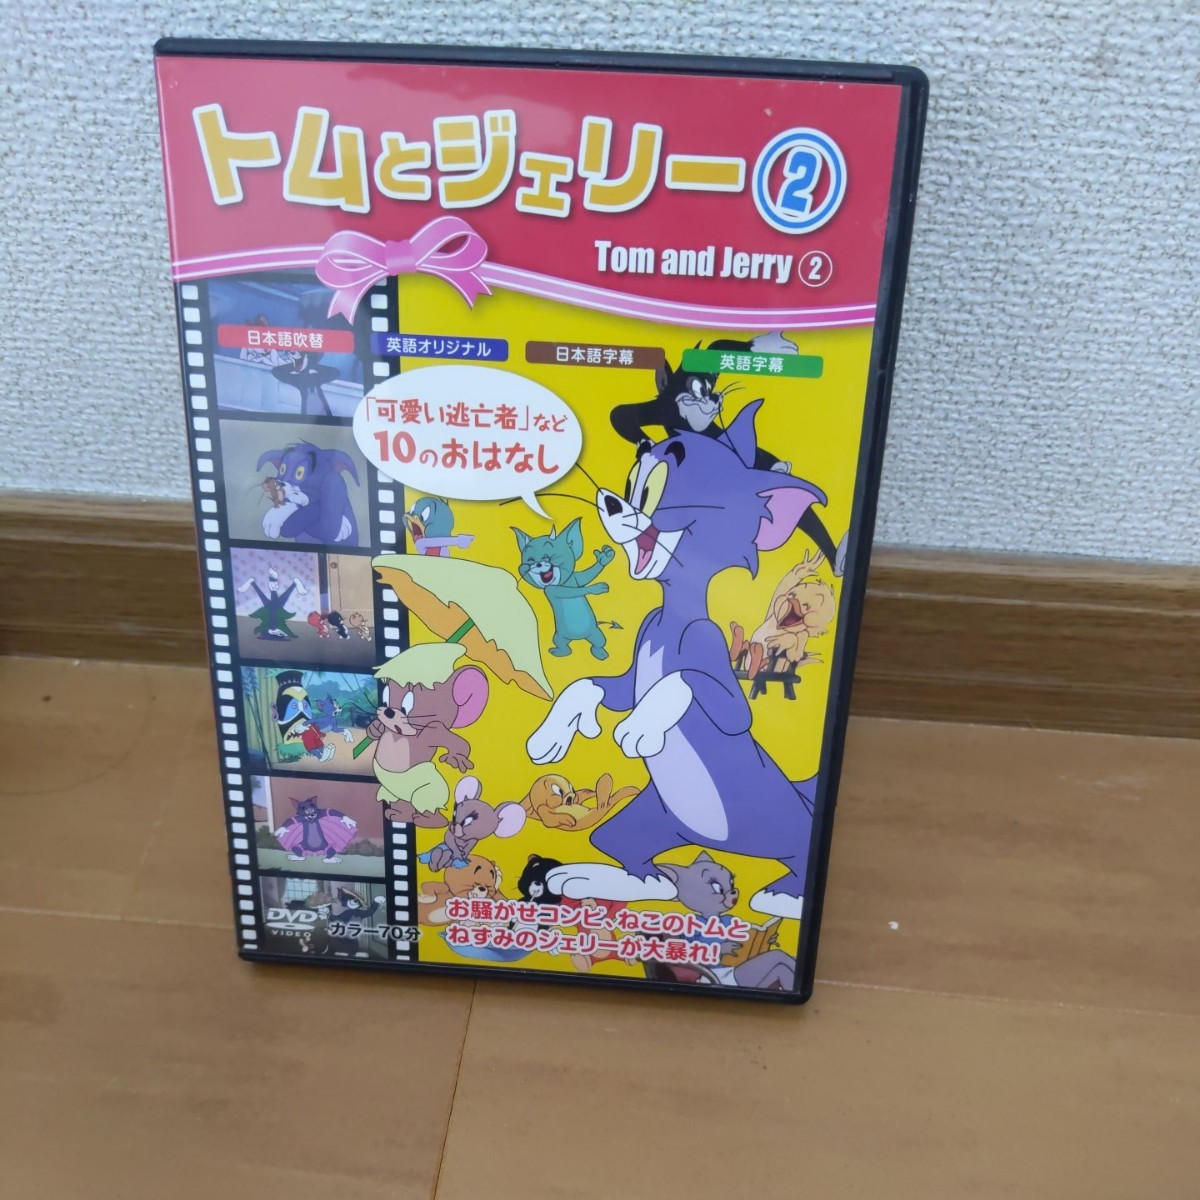 トムとジェリー②
Tom and Jerry ②
日本語吹替
英語オリジナル
日本語字幕
英語字幕
「可愛い逃亡者」など
10のおはなし
お騒がせコンビ、ねこのトムと
ねずみのジェリーが大暴れ!
DVD
VIDEO
カラー70分